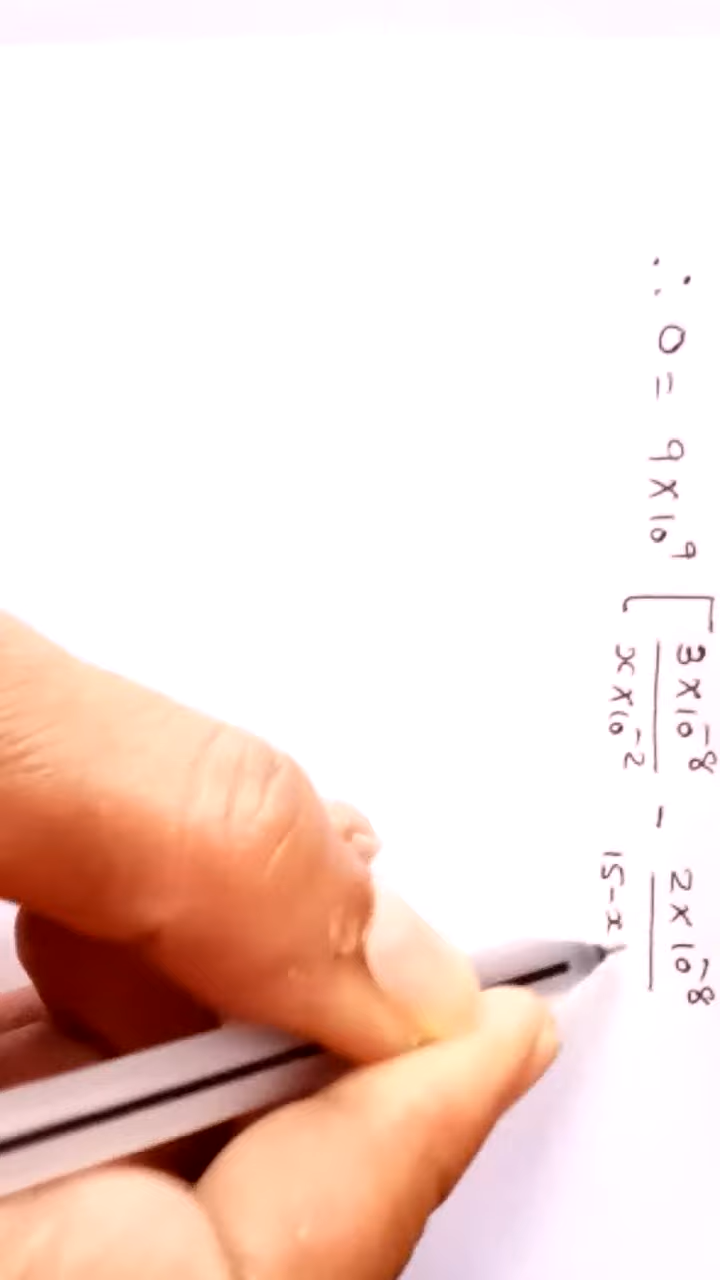 ∴ 0 = 9 x 10⁹ [ 3 x 10⁻⁸ / x x 10⁻² - 2 x 10⁻⁸ / 15-x